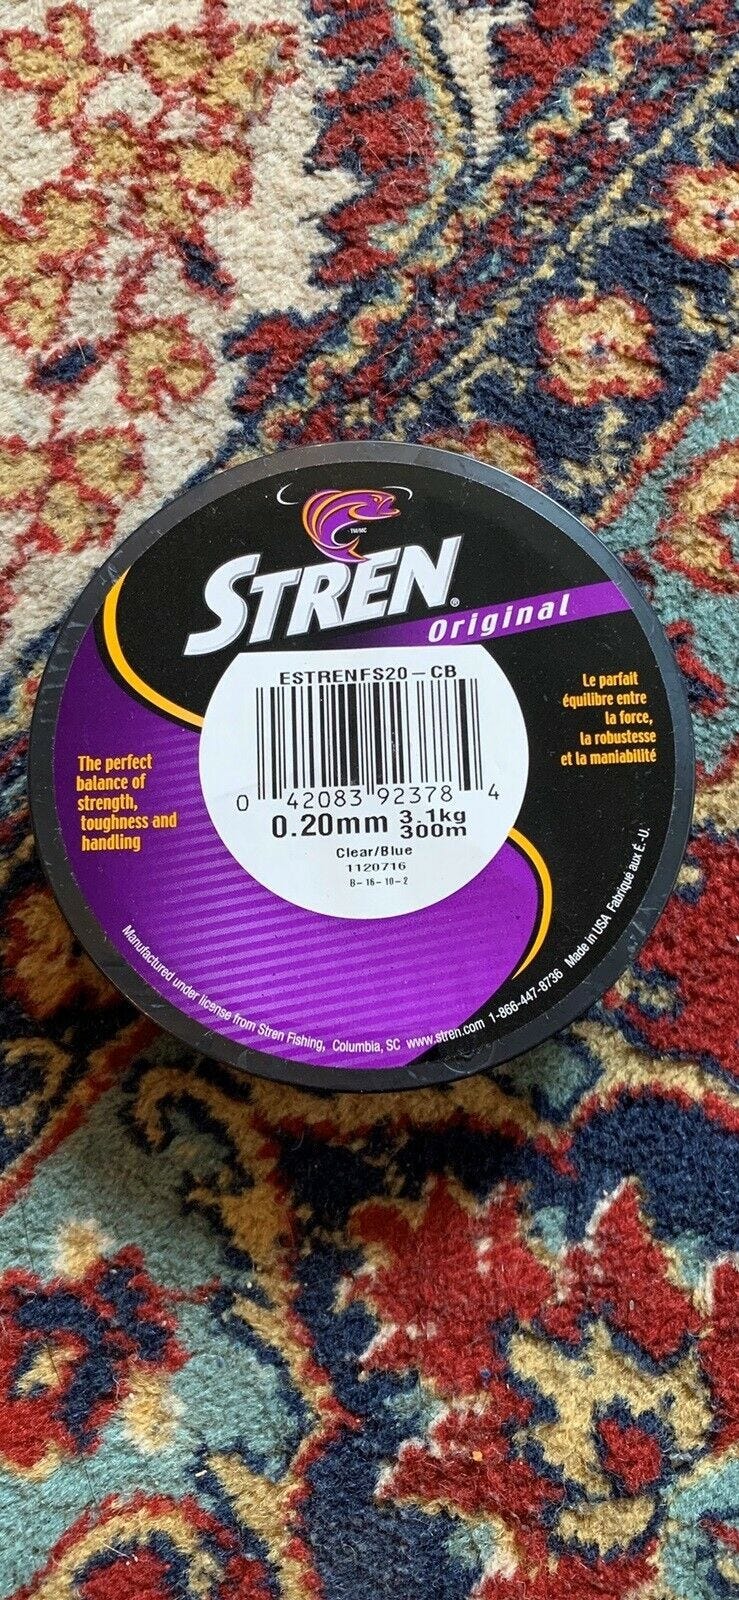 TM/MC
STREN®
Original
ESTRENFS20-CB
0 42083 92378 4
0.20mm 3.1kg
300m
Clear/Blue
1120716
B-16-10-2
The perfect
balance of
strength,
toughness and
handling
Le parfait
équilibre entre
la force,
la robustesse
et la maniabilité
Manufactured under license from Stren Fishing, Columbia, SC www.stren.com 1-866-447-8736 Made in USA Fabriqué aux É.-U.